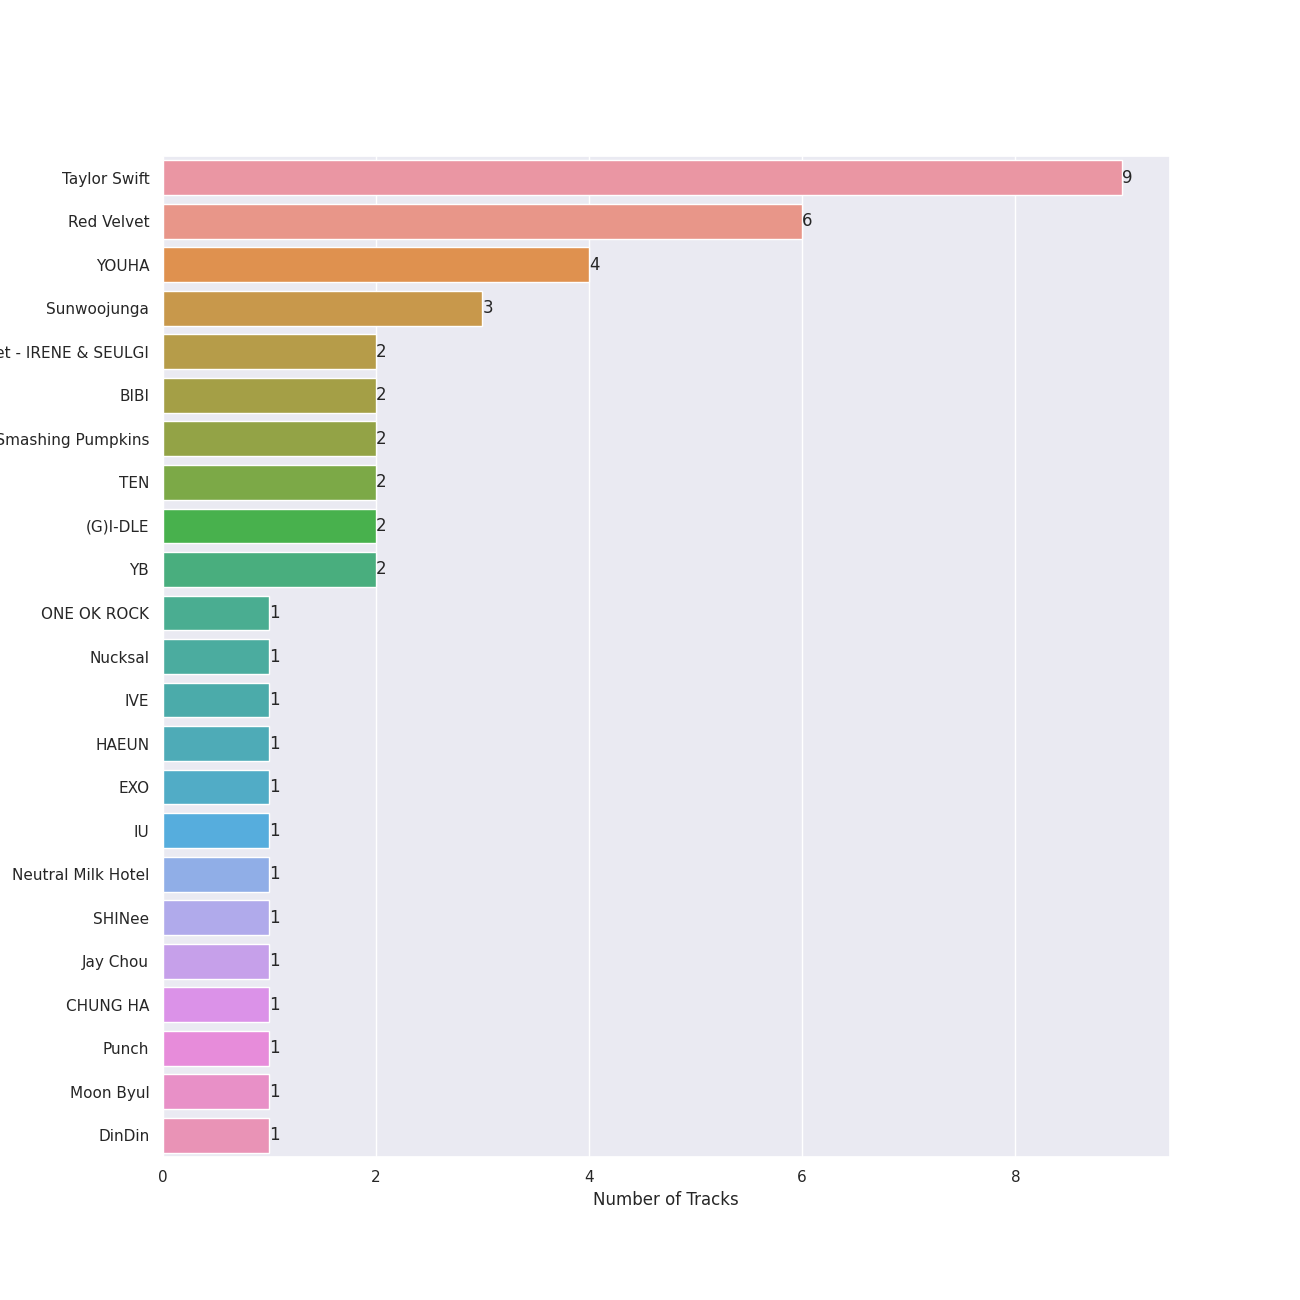 Taylor Swift 9
Red Velvet 6
YOUHA 4
Sunwoojunga 3
et - IRENE & SEULGI 2
BIBI 2
Smashing Pumpkins 2
TEN 2
(G)I-DLE 2
YB 2
ONE OK ROCK 1
Nucksal 1
IVE 1
HAEUN 1
EXO 1
IU 1
Neutral Milk Hotel 1
SHINee 1
Jay Chou 1
CHUNG HA 1
Punch 1
Moon Byul 1
DinDin 1
0 2 4 6 8
Number of Tracks